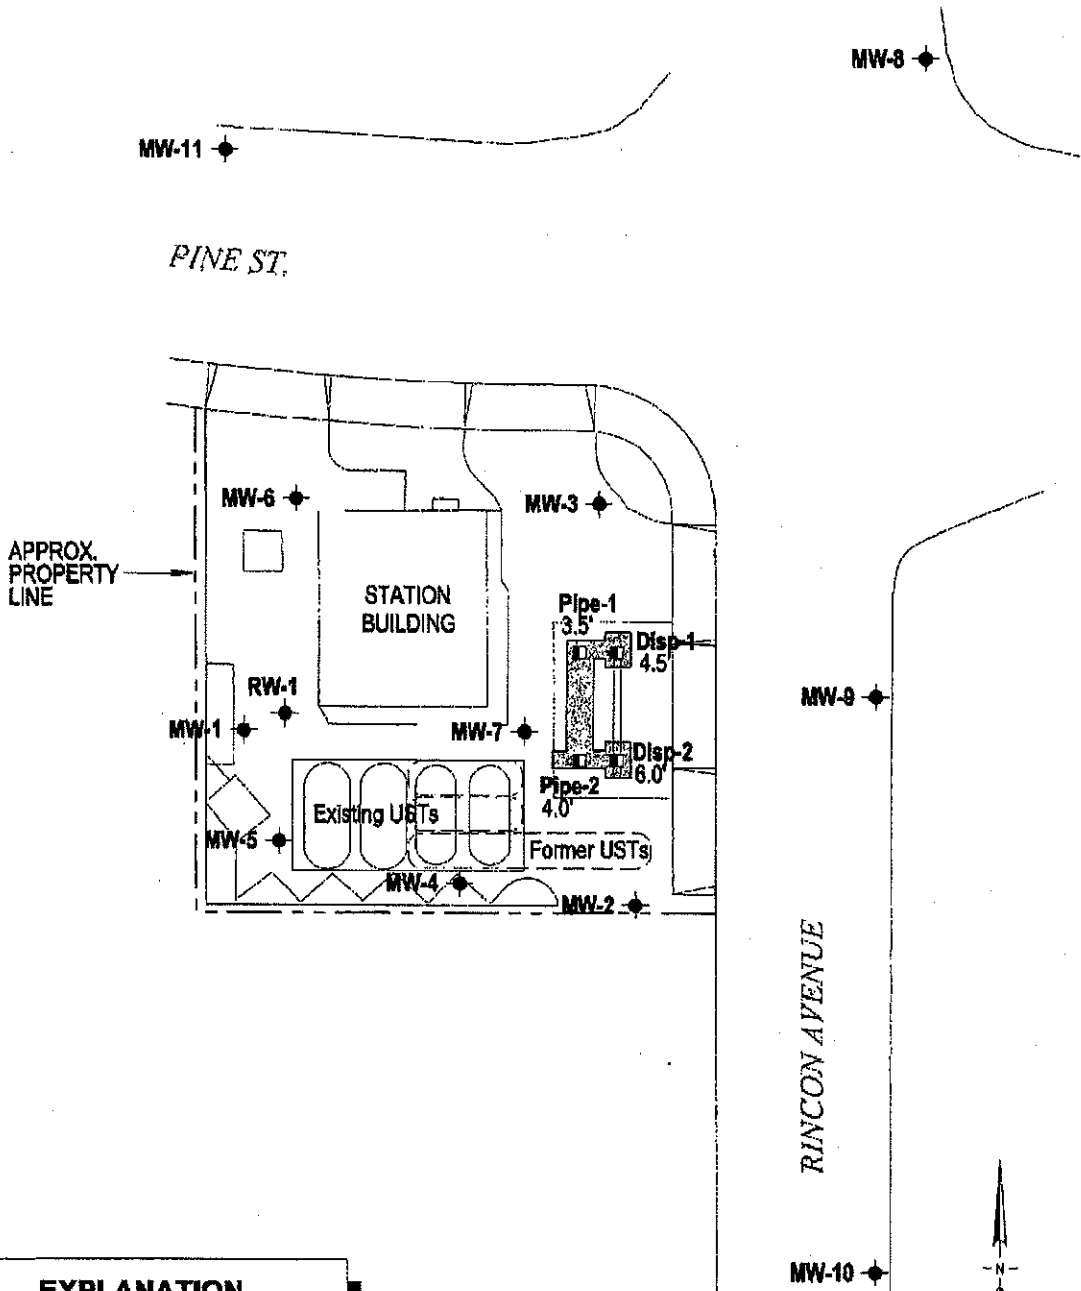 MW-8
MW-11
PINE ST.
MW-6
MW-3
APPROX.
PROPERTY
LINE
STATION
BUILDING
Pipe-1
3.5'
Disp-1
4.5'
RW-1
MW-1
MW-7
MW-9
Disp-2
6.0'
Pipe-2
4.0'
Existing USTs
MW-5
Former USTs
MW-4
MW-2
RINCON AVENUE
MW-10
N
EXPLANATION